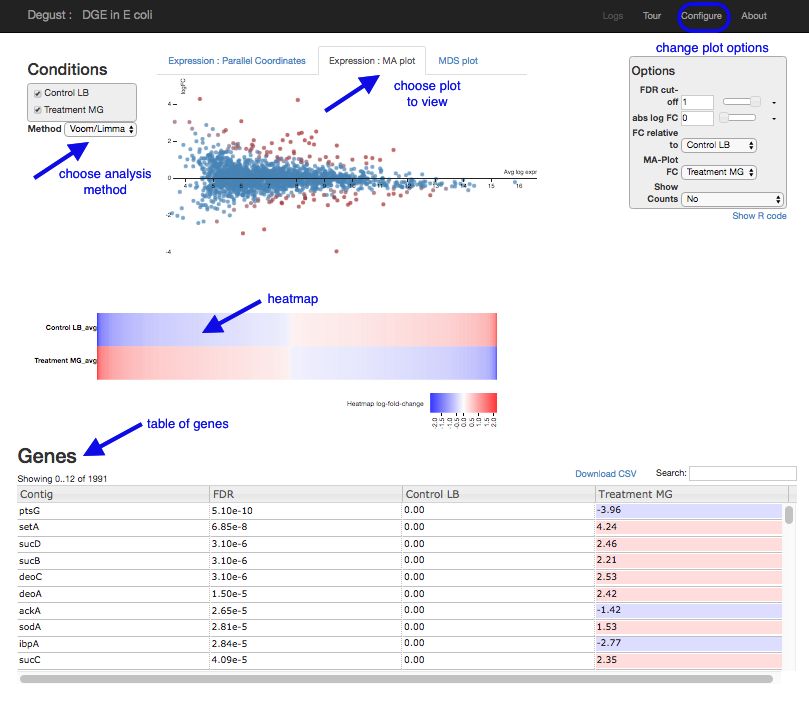 Degust : DGE in E coli
Logs Tour Configure About
change plot options
Conditions
Control LB
Treatment MG
Method Voom/Limma
choose analysis
method
Expression : Parallel Coordinates
Expression : MA plot
MDS plot
choose plot
to view
logFC
4
2
0
-2
-4
4 5 6 7 8 9 10 11 12 13 14 15 16
Avg log expr
Options
FDR cut-
off 1
abs log FC 0
FC relative
to Control LB
MA-Plot
FC Treatment MG
Show
Counts No
Show R code
heatmap
Control LB_avg
Treatment MG_avg
Heatmap log-fold-change
-2.0 -1.5 -1.0 -0.5 0.0 0.5 1.0 1.5 2.0
table of genes
Genes
Showing 0..12 of 1991
Download CSV Search:
Contig FDR Control LB Treatment MG
ptsG 5.10e-10 0.00 -3.96
setA 6.85e-8 0.00 4.24
sucD 3.10e-6 0.00 2.46
sucB 3.10e-6 0.00 2.21
deoC 3.10e-6 0.00 2.53
deoA 1.50e-5 0.00 2.42
ackA 2.65e-5 0.00 -1.42
sodA 2.81e-5 0.00 1.53
ibpA 2.84e-5 0.00 -2.77
sucC 4.09e-5 0.00 2.35